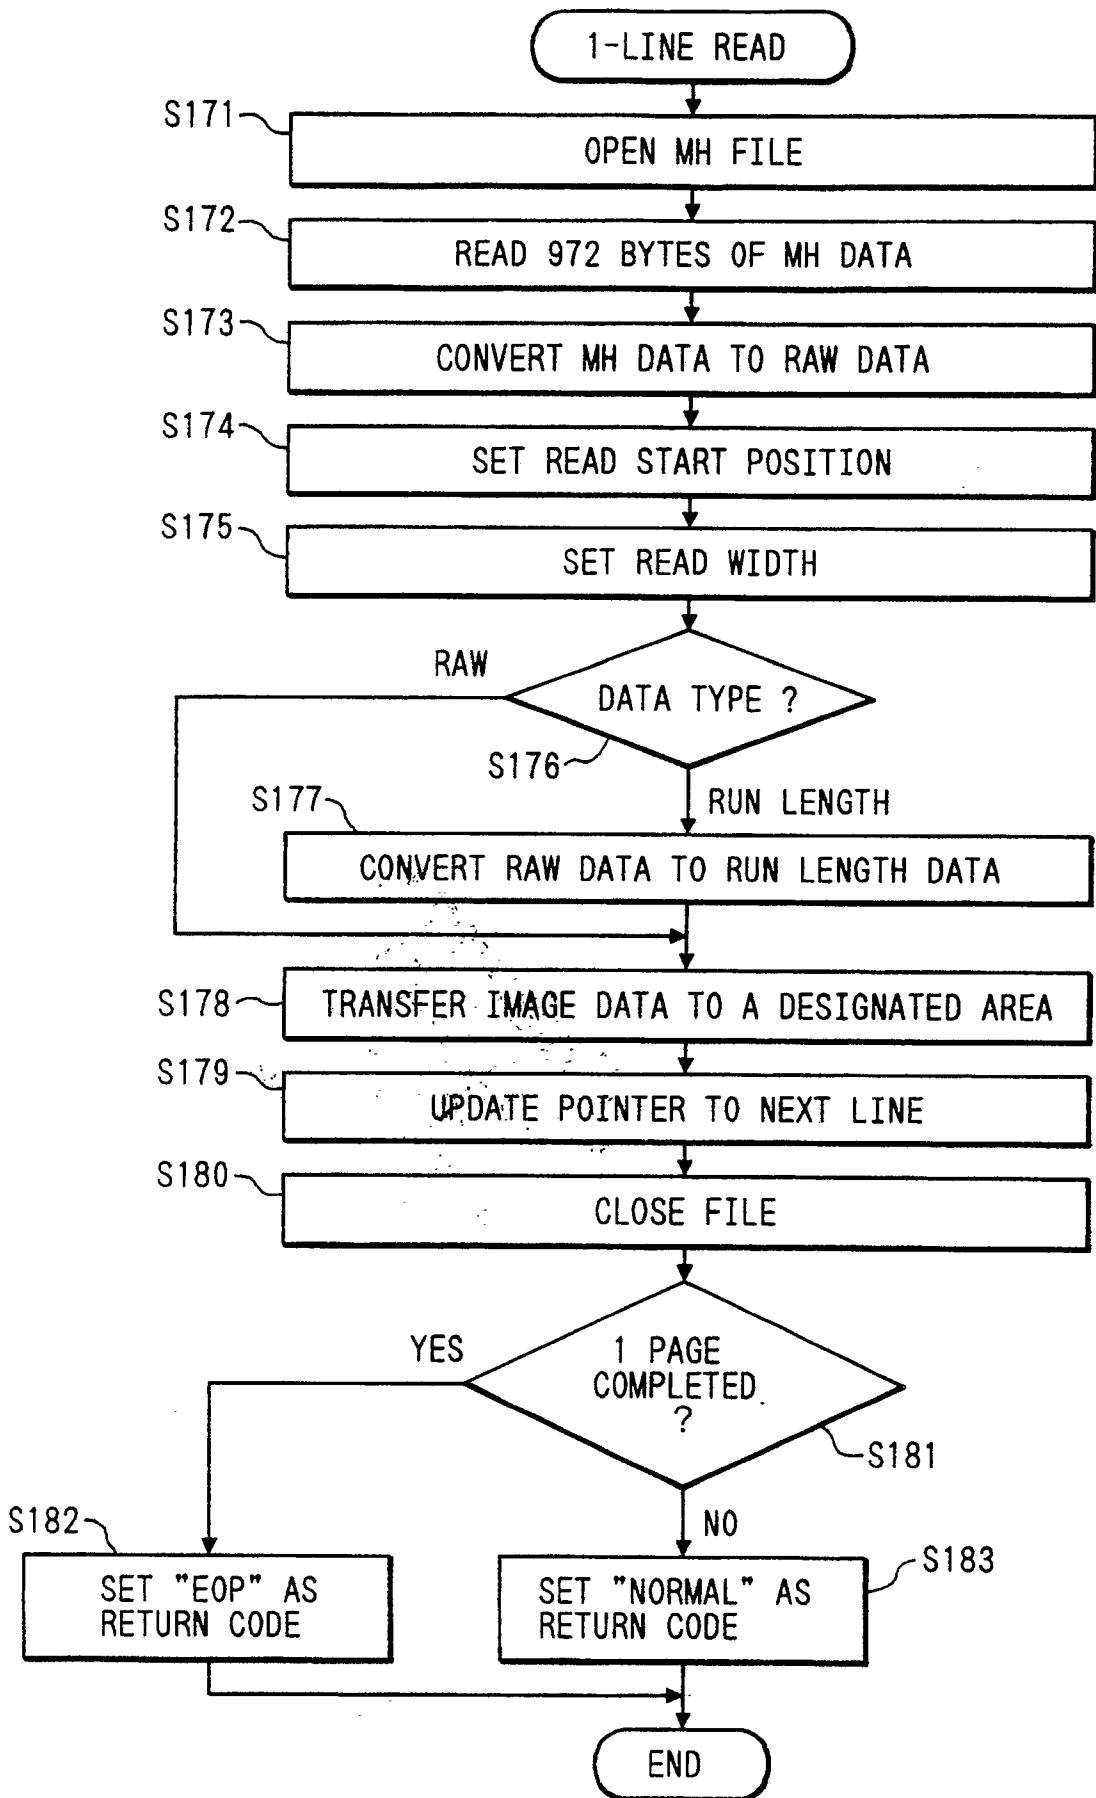 1-LINE READ
S171
OPEN MH FILE
S172
READ 972 BYTES OF MH DATA
S173
CONVERT MH DATA TO RAW DATA
S174
SET READ START POSITION
S175
SET READ WIDTH
RAW
DATA TYPE ?
S176
RUN LENGTH
S177
CONVERT RAW DATA TO RUN LENGTH DATA
S178
TRANSFER IMAGE DATA TO A DESIGNATED AREA
S179
UPDATE POINTER TO NEXT LINE
S180
CLOSE FILE
YES
1 PAGE
COMPLETED
?
S181
NO
S182
SET "EOP" AS
RETURN CODE
S183
SET "NORMAL" AS
RETURN CODE
END